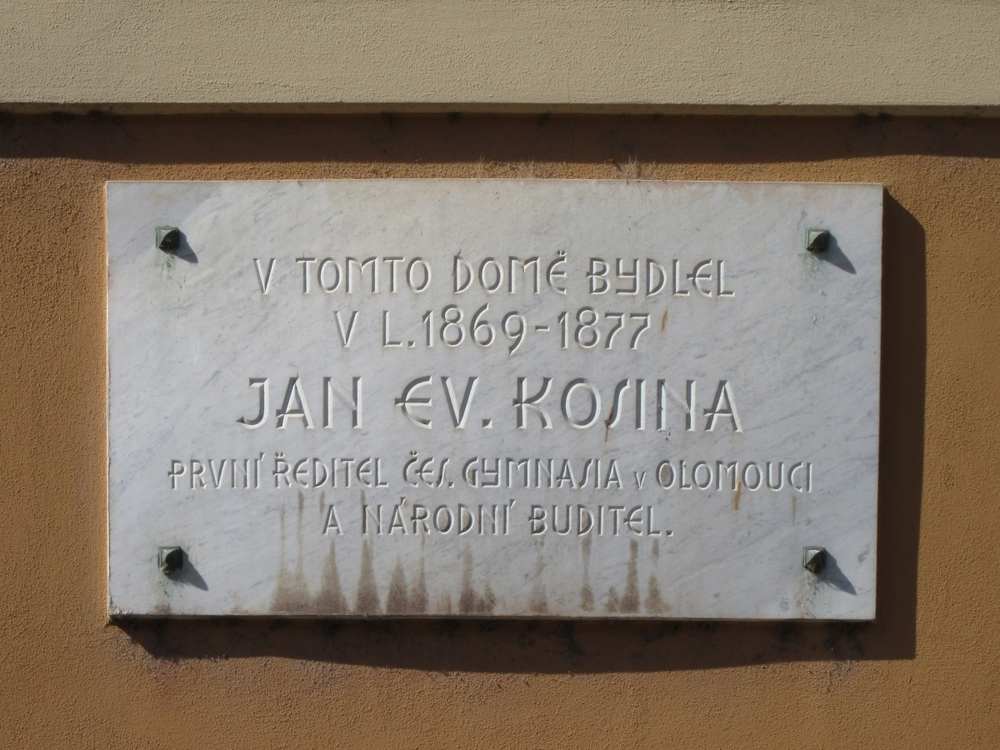 V TOMTO DOMĚ BYDLEL
V L. 1869-1877
JAN EV. KOSINA
PRVNÍ ŘEDITEL ČES. GYMNASIA V OLOMOUCI
A NÁRODNÍ BUDITEL.